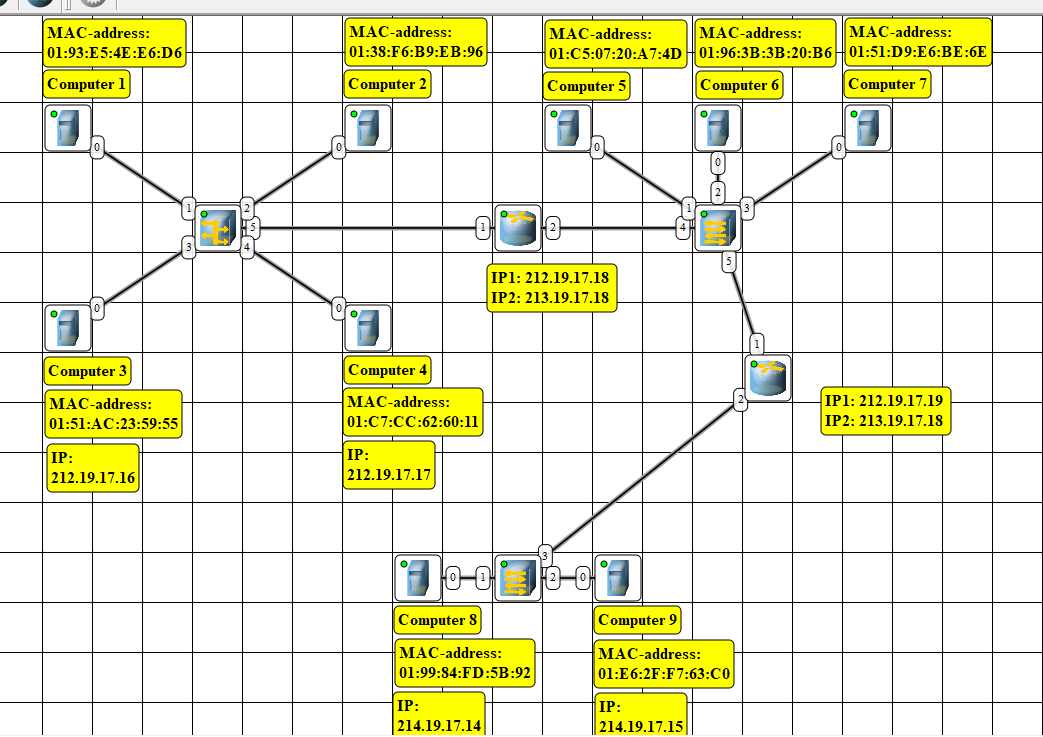 MAC-address:
01:93:E5:4E:E6:D6
Computer 1
MAC-address:
01:38:F6:B9:EB:96
Computer 2
MAC-address:
01:C5:07:20:A7:4D
Computer 5
MAC-address:
01:96:3B:3B:20:B6
Computer 6
MAC-address:
01:51:D9:E6:BE:6E
Computer 7
0
0
0
0
0
1
2
3
4
5
1
2
1
2
3
4
5
IP1: 212.19.17.18
IP2: 213.19.17.18
0
0
Computer 3
MAC-address:
01:51:AC:23:59:55
IP:
212.19.17.16
Computer 4
MAC-address:
01:C7:CC:62:60:11
IP:
212.19.17.17
1
2
IP1: 212.19.17.19
IP2: 213.19.17.18
3
0
1
2
0
Computer 8
MAC-address:
01:99:84:FD:5B:92
IP:
214.19.17.14
Computer 9
MAC-address:
01:E6:2F:F7:63:C0
IP:
214.19.17.15